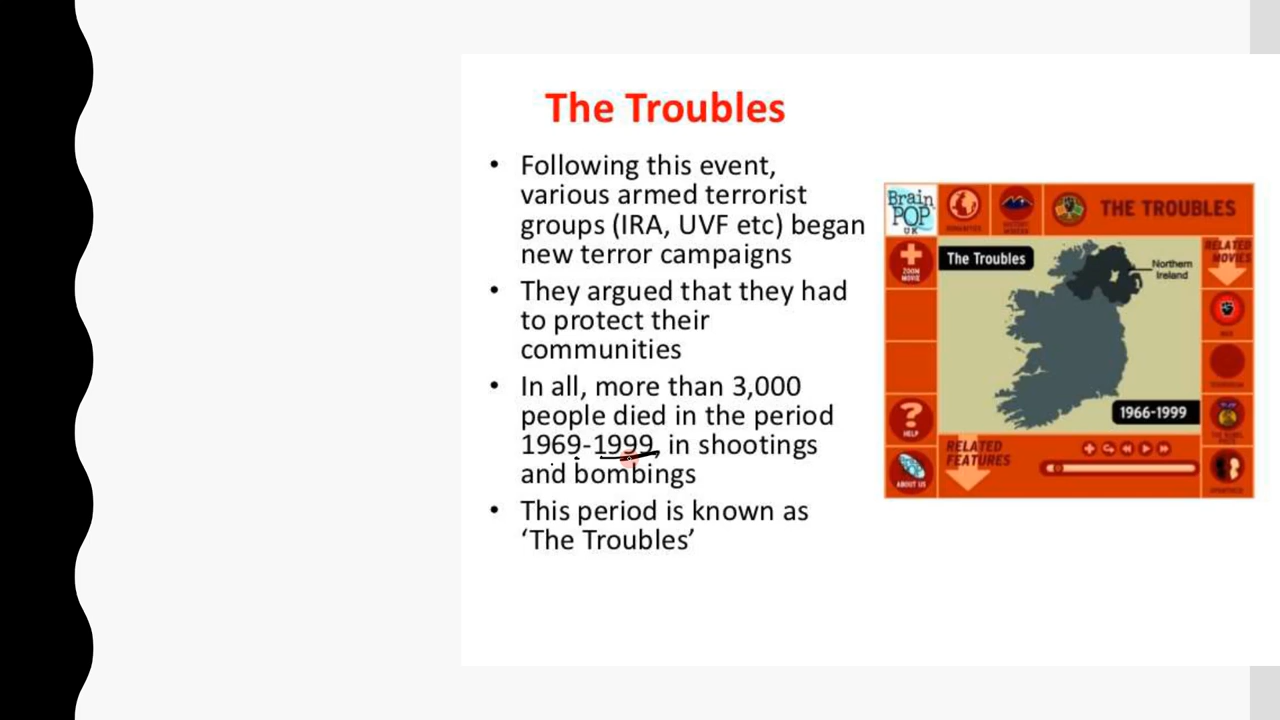 The Troubles
• Following this event,
various armed terrorist
groups (IRA, UVF etc) began
new terror campaigns
• They argued that they had
to protect their
communities
• In all, more than 3,000
people died in the period
1969-1999, in shootings
and bombings
• This period is known as
‘The Troubles’
Brain
POP
UK
THE TROUBLES
RELATED
MOVIES
ZOOM
MOVIE
The Troubles
Northern
Ireland
1966-1999
HELP
ABOUT US
RELATED
FEATURES